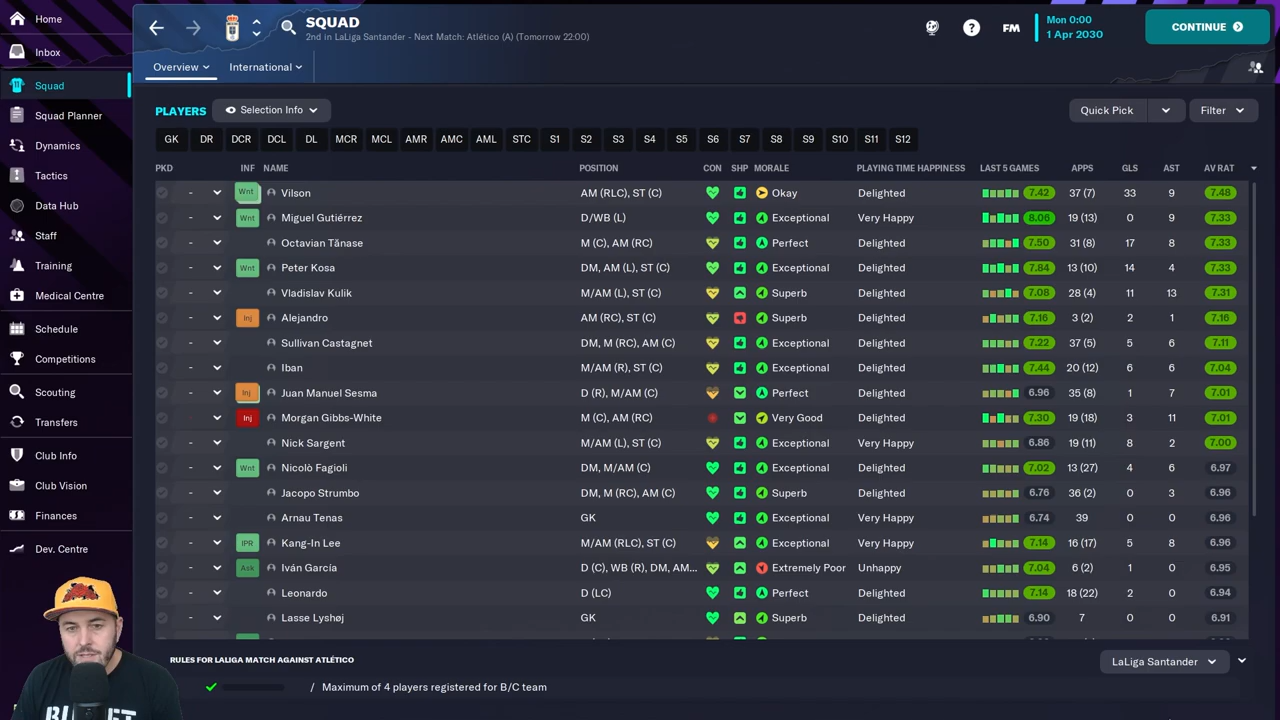 Home
Inbox
Squad
Squad Planner
Dynamics
Tactics
Data Hub
Staff
Training
Medical Centre
Schedule
Competitions
Scouting
Transfers
Club Info
Club Vision
Finances
Dev. Centre
SQUAD
2nd in LaLiga Santander - Next Match: Atlético (A) (Tomorrow 22:00)
FM
Mon 0:00
1 Apr 2030
CONTINUE
Overview
International
PLAYERS
Selection Info
Quick Pick
Filter
GK DR DCR DCL DL MCR MCL AMR AMC AML STC S1 S2 S3 S4 S5 S6 S7 S8 S9 S10 S11 S12
PKD INF NAME POSITION CON SHP MORALE PLAYING TIME HAPPINESS LAST 5 GAMES APPS GLS AST AV RAT
- Wnt Vilson AM (RLC), ST (C) Okay Delighted 7.42 37 (7) 33 9 7.48
- Wnt Miguel Gutiérrez D/WB (L) Exceptional Very Happy 8.06 19 (13) 0 9 7.33
- Octavian Tănase M (C), AM (RC) Perfect Delighted 7.50 31 (8) 17 8 7.33
- Wnt Peter Kosa DM, AM (L), ST (C) Exceptional Delighted 7.84 13 (10) 14 4 7.33
- Vladislav Kulik M/AM (L), ST (C) Superb Delighted 7.08 28 (4) 11 13 7.31
- Inj Alejandro AM (RC), ST (C) Superb Delighted 7.16 3 (2) 2 1 7.16
- Sullivan Castagnet DM, M (RC), AM (C) Exceptional Delighted 7.22 37 (5) 5 6 7.11
- Iban M/AM (R), ST (C) Exceptional Delighted 7.44 20 (12) 6 6 7.04
- Inj Juan Manuel Sesma D (R), M/AM (C) Perfect Delighted 6.96 35 (8) 1 7 7.01
- Inj Morgan Gibbs-White M (C), AM (RC) Very Good Delighted 7.30 19 (18) 3 11 7.01
- Nick Sargent M/AM (L), ST (C) Exceptional Very Happy 6.86 19 (11) 8 2 7.00
- Wnt Nicolò Fagioli DM, M/AM (C) Exceptional Delighted 7.02 13 (27) 4 6 6.97
- Jacopo Strumbo DM, M (RC), AM (C) Superb Delighted 6.76 36 (2) 0 3 6.96
- Arnau Tenas GK Exceptional Very Happy 6.74 39 0 0 6.96
- IPR Kang-In Lee M/AM (RLC), ST (C) Exceptional Very Happy 7.14 16 (17) 5 8 6.96
- Ask Iván García D (C), WB (R), DM, AM... Extremely Poor Unhappy 7.04 6 (2) 1 0 6.95
- Leonardo D (LC) Perfect Delighted 7.14 18 (22) 2 0 6.94
- Lasse Lyshøj GK Superb Delighted 6.90 7 0 0 6.91
RULES FOR LALIGA MATCH AGAINST ATLÉTICO
LaLiga Santander
/ Maximum of 4 players registered for B/C team